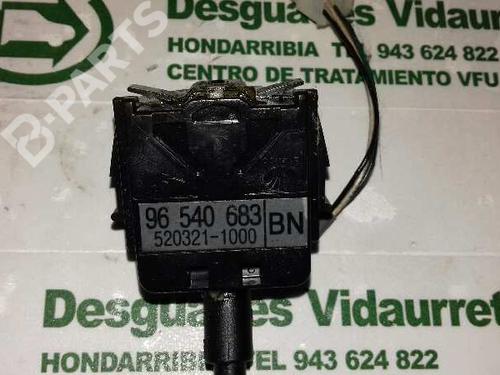 Desguaces Vidaurreta
HONDARRIBIA TEL 943 624 822
CENTRO DE TRATAMIENTO VFU
B-PARTS
96 540 683 BN
520321-1000
Desguaces Vidaurret
HONDARRIBIA TEL 943 624 822